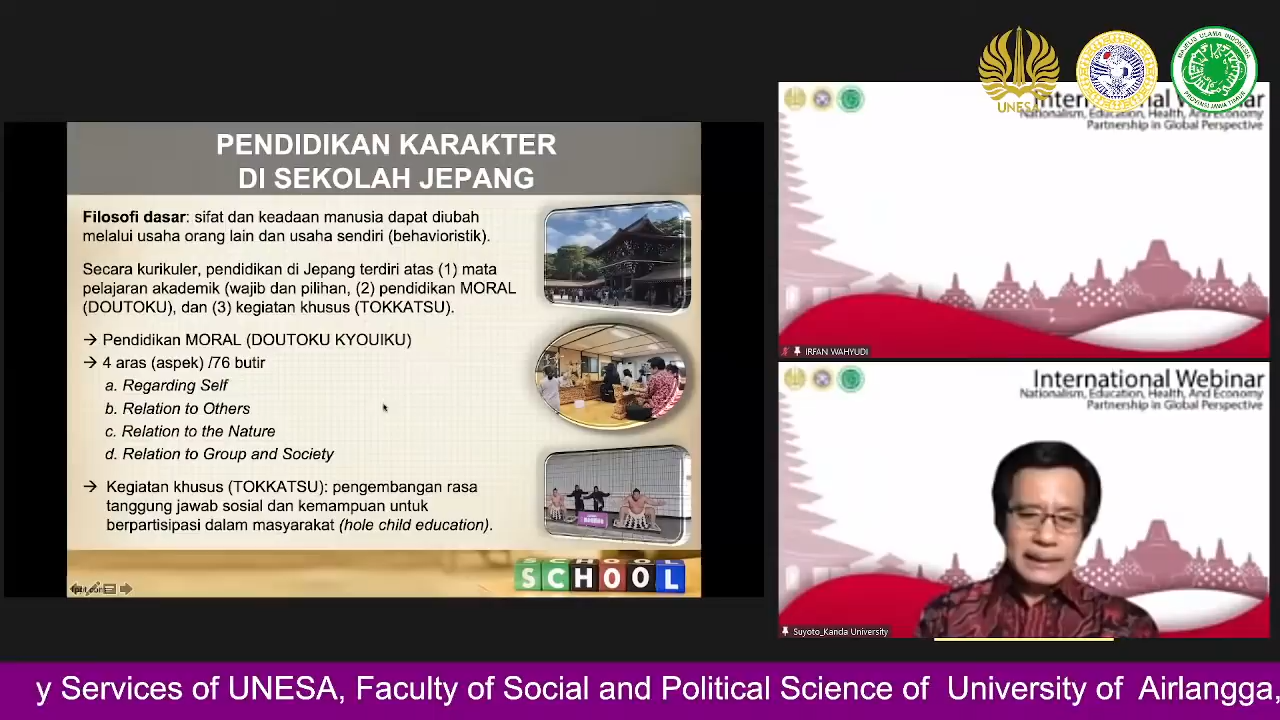 PENDIDIKAN KARAKTER
DI SEKOLAH JEPANG
Filosofi dasar: sifat dan keadaan manusia dapat diubah
melalui usaha orang lain dan usaha sendiri (behavioristik).
Secara kurikuler, pendidikan di Jepang terdiri atas (1) mata
pelajaran akademik (wajib dan pilihan, (2) pendidikan MORAL
(DOUTOKU), dan (3) kegiatan khusus (TOKKATSU).
→ Pendidikan MORAL (DOUTOKU KYOUIKU)
→ 4 aras (aspek) /76 butir
a. Regarding Self
b. Relation to Others
c. Relation to the Nature
d. Relation to Group and Society
→ Kegiatan khusus (TOKKATSU): pengembangan rasa
tanggung jawab sosial dan kemampuan untuk
berpartisipasi dalam masyarakat (hole child education).
SCHOOL
UNESA
MAJELIS ULAMA INDONESIA
PROVINSI JAWA TIMUR
International Webinar
Nationalism, Education, Health, And Economy
Partnership in Global Perspective
IRFAN WAHYUDI
International Webinar
Nationalism, Education, Health, And Economy
Partnership in Global Perspective
Suyoto_Kanda University
y Services of UNESA, Faculty of Social and Political Science of University of Airlangga,